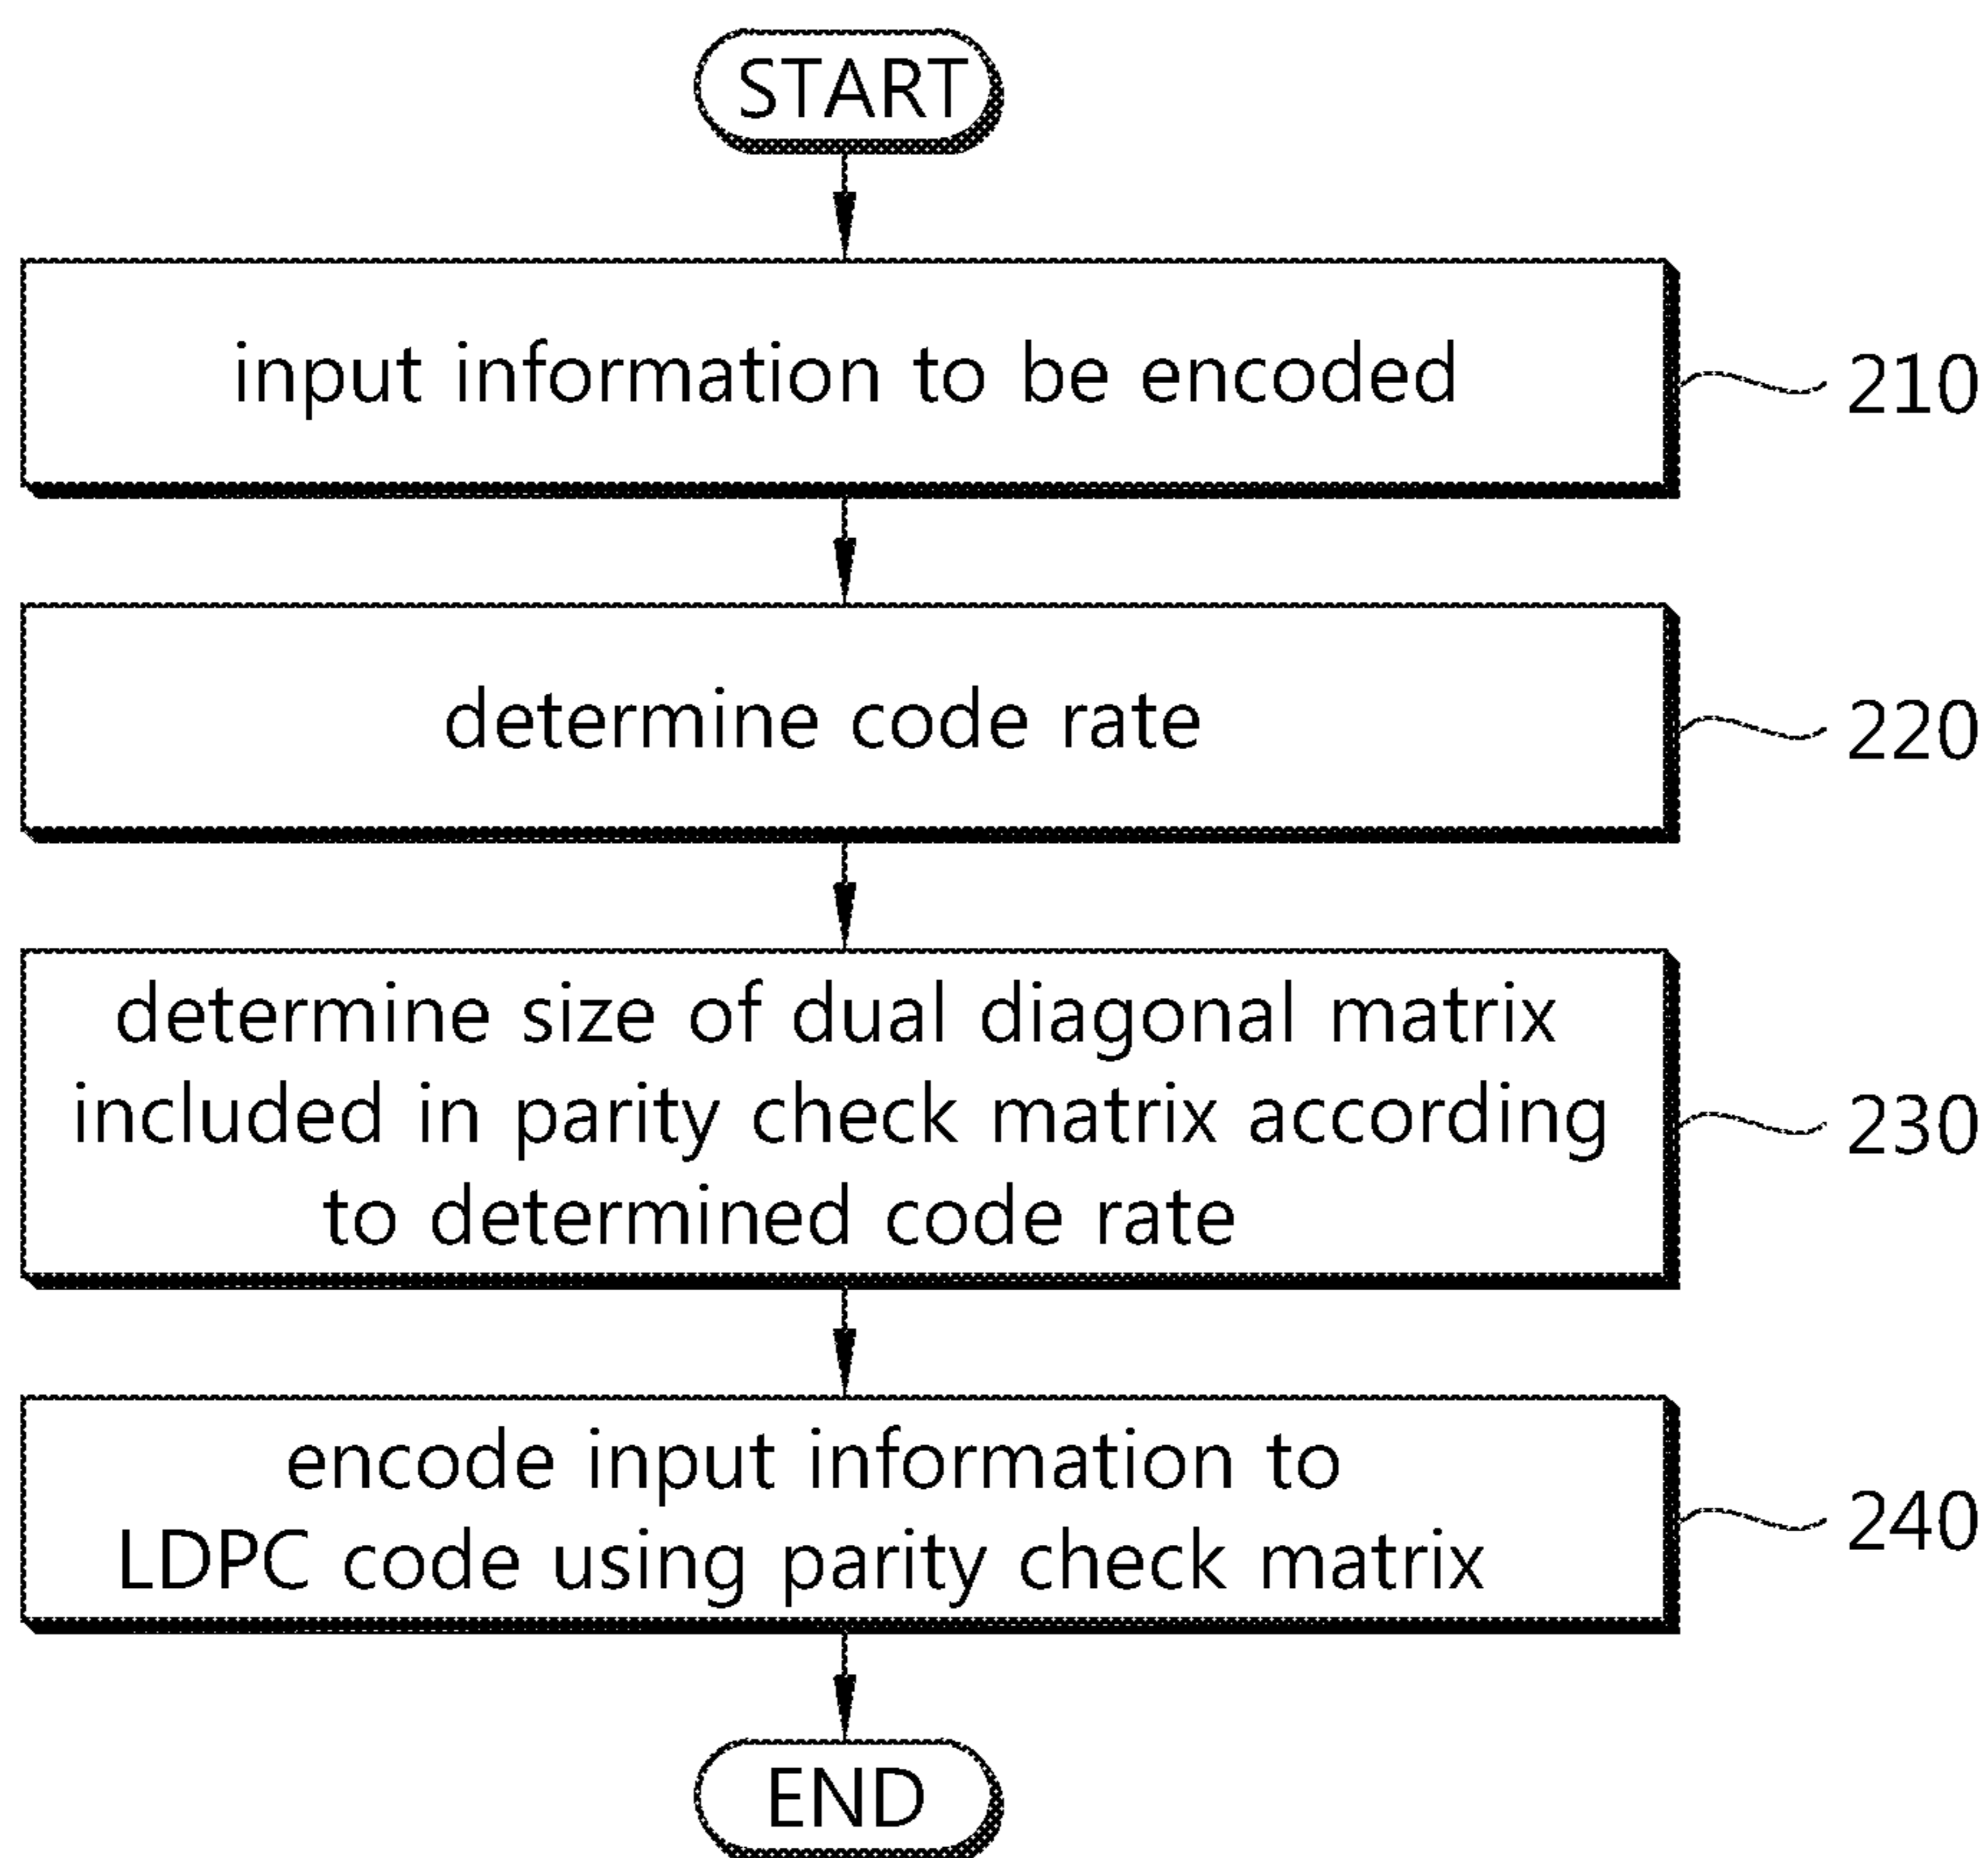 START
input information to be encoded
210
determine code rate
220
determine size of dual diagonal matrix
included in parity check matrix according
to determined code rate
230
encode input information to
LDPC code using parity check matrix
240
END